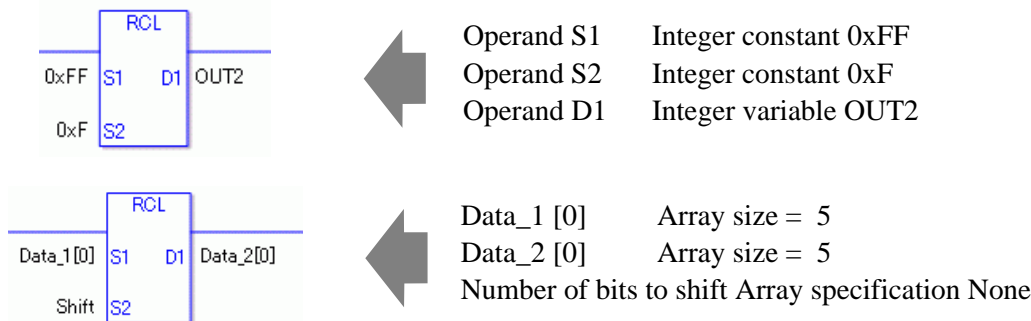 RCL
0xFF S1 D1 OUT2
0xF S2
Operand S1 Integer constant 0xFF
Operand S2 Integer constant 0xF
Operand D1 Integer variable OUT2
RCL
Data_1[0] S1 D1 Data_2[0]
Shift S2
Data_1 [0] Array size = 5
Data_2 [0] Array size = 5
Number of bits to shift Array specification None